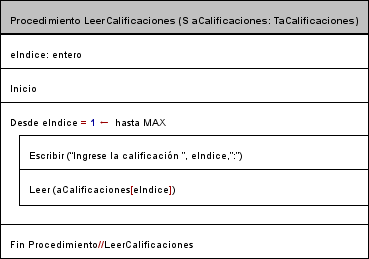 Procedimiento LeerCalificaciones (S aCalificaciones: TaCalificaciones)
eIndice: entero
Inicio
Desde eIndice = 1 ← hasta MAX
Escribir ("Ingrese la calificación ", eIndice,":")
Leer (aCalificaciones[eIndice])
Fin Procedimiento//LeerCalificaciones